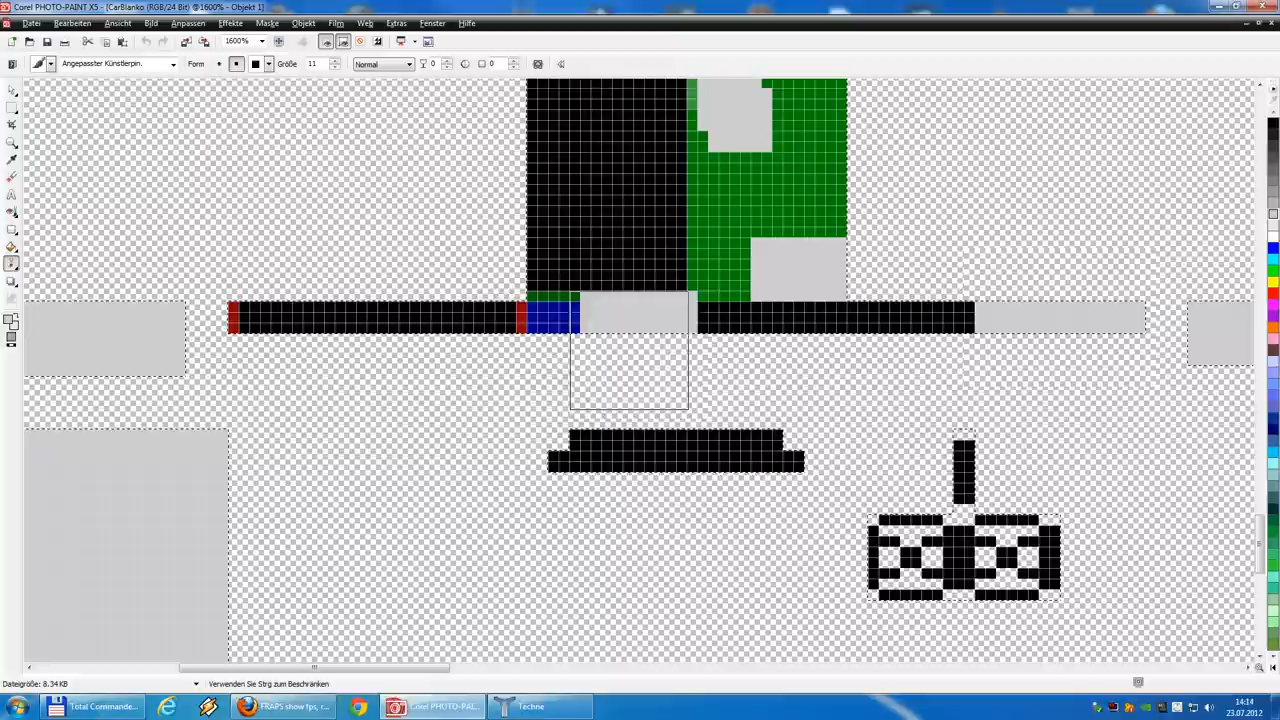 Corel PHOTO-PAINT X5 - [CarBlanko (RGB/24 Bit) @1600% - Objekt 1]
Datei Bearbeiten Ansicht Bild Anpassen Effekte Maske Objekt Film Web Extras Fenster Hilfe
1600%
Angepasster Künstlerpin. Form Größe 11 Normal 0 0
Dateigröße: 8.34 KB Verwenden Sie Strg zum Beschränken
Total Commande... FRAPS show fps, r... Corel PHOTO-PAI... Techne
14:14
23.07.2012